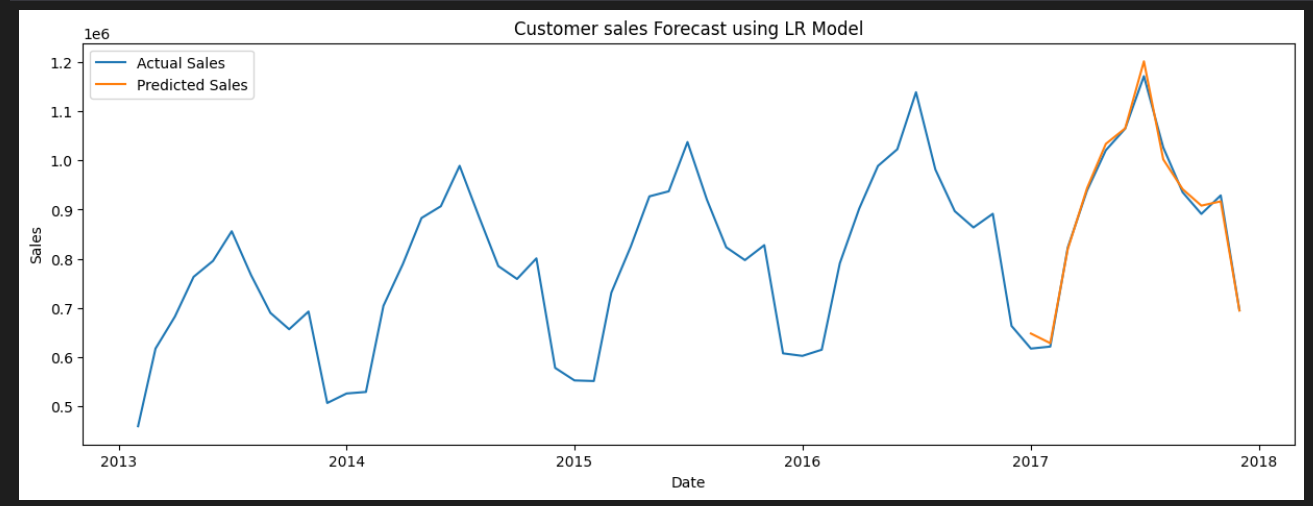 Customer sales Forecast using LR Model
1e6
Actual Sales
Predicted Sales
1.2
1.1
1.0
0.9
0.8
0.7
0.6
0.5
Sales
2013 2014 2015 2016 2017 2018
Date